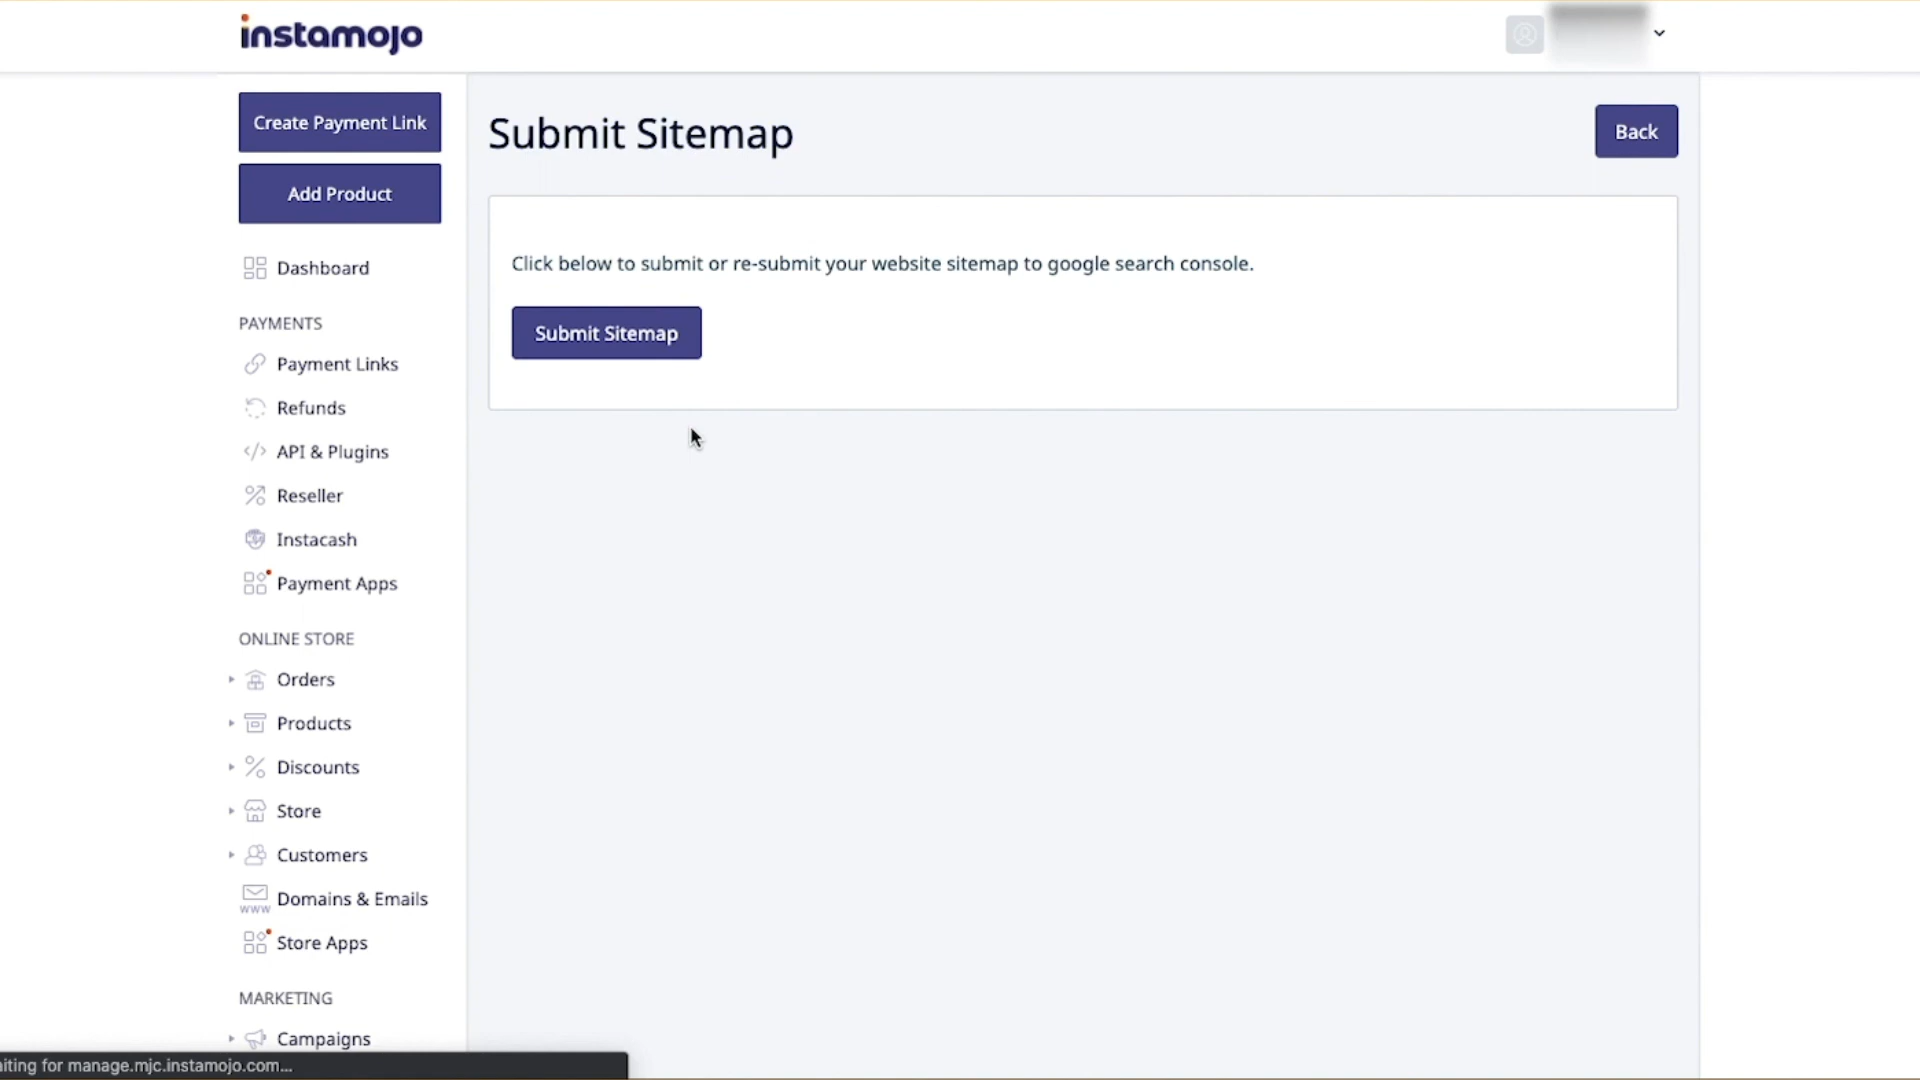 instamojo
Create Payment Link
Add Product
Dashboard
PAYMENTS
Payment Links
Refunds
API & Plugins
Reseller
Instacash
Payment Apps
ONLINE STORE
Orders
Products
Discounts
Store
Customers
www
Domains & Emails
Store Apps
MARKETING
Campaigns
Submit Sitemap
Back
Click below to submit or re-submit your website sitemap to google search console.
Submit Sitemap
aiting for manage.mjc.instamojo.com...